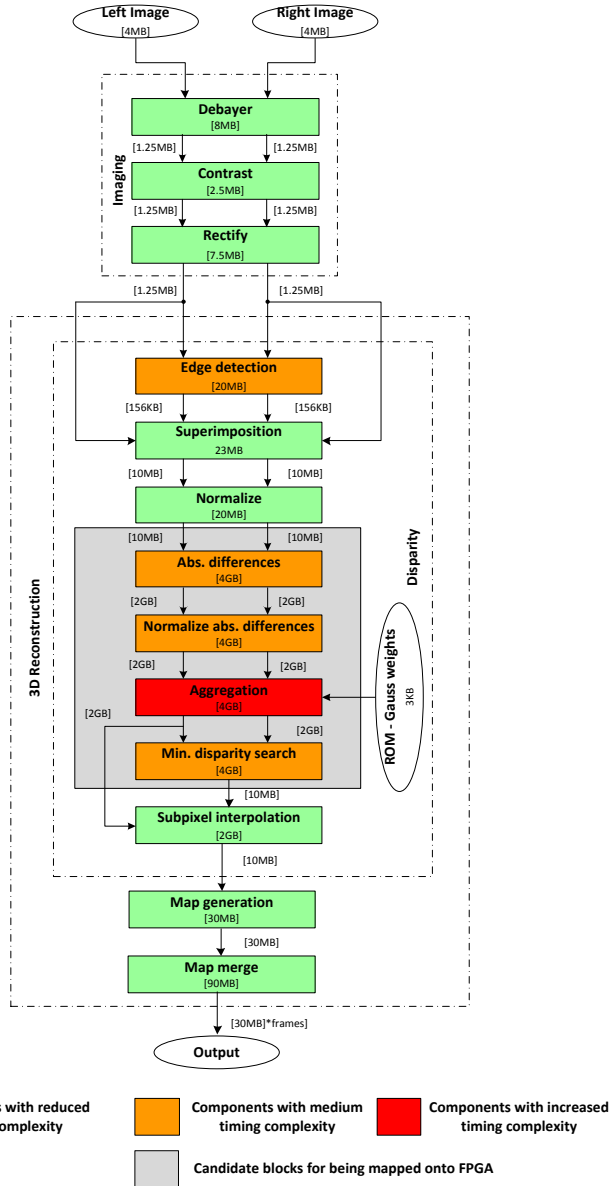 Left Image
[4MB]
Right Image
[4MB]
Imaging
Debayer
[8MB]
[1.25MB]
[1.25MB]
Contrast
[2.5MB]
[1.25MB]
[1.25MB]
Rectify
[7.5MB]
[1.25MB]
[1.25MB]
3D Reconstruction
Disparity
Edge detection
[20MB]
[156KB]
[156KB]
Superimposition
23MB
[10MB]
[10MB]
Normalize
[20MB]
[10MB]
[10MB]
Abs. differences
[4GB]
[2GB]
[2GB]
Normalize abs. differences
[4GB]
[2GB]
[2GB]
Aggregation
[4GB]
ROM - Gauss weights
3KB
[2GB]
[2GB]
Min. disparity search
[4GB]
[10MB]
Subpixel interpolation
[2GB]
[10MB]
Map generation
[30MB]
[30MB]
Map merge
[90MB]
[30MB]*frames]
Output
s with reduced
omplexity
Components with medium
timing complexity
Components with increased
timing complexity
Candidate blocks for being mapped onto FPGA